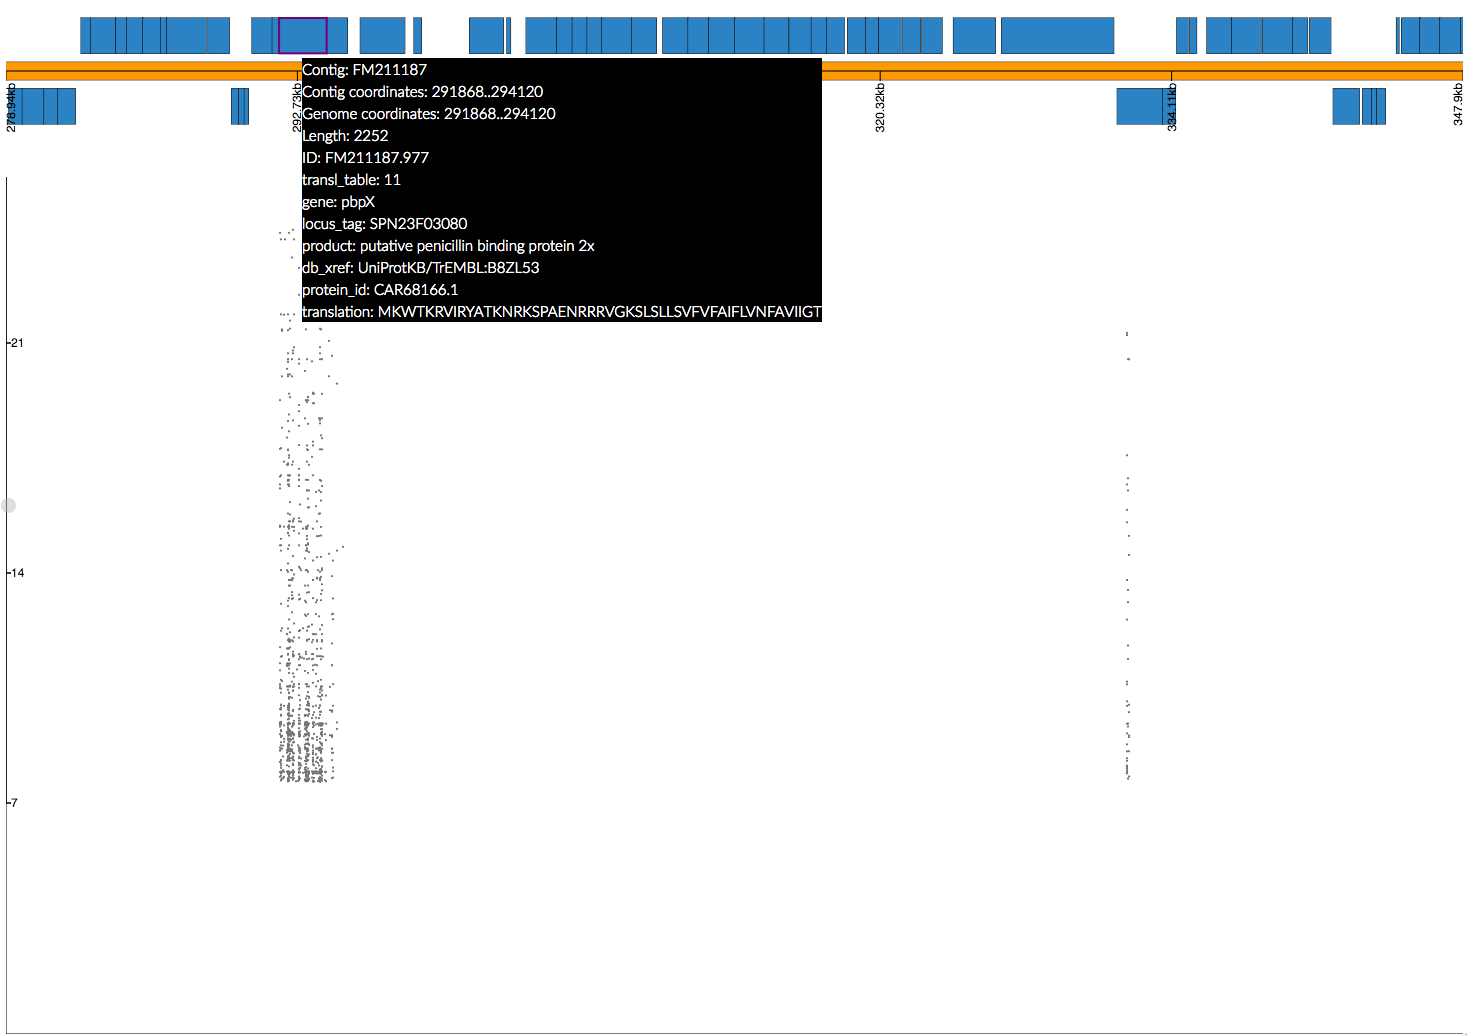 278.94kb
292.73kb
320.32kb
334.11kb
347.9kb
Contig: FM211187
Contig coordinates: 291868..294120
Genome coordinates: 291868..294120
Length: 2252
ID: FM211187.977
transl_table: 11
gene: pbpX
locus_tag: SPN23F03080
product: putative penicillin binding protein 2x
db_xref: UniProtKB/TrEMBL:B8ZL53
protein_id: CAR68166.1
translation: MKWTKRVIRYATKNRKSPAENRRRVGKSLSLLSVFVFAIFLVNFAVIIGT
21
14
7